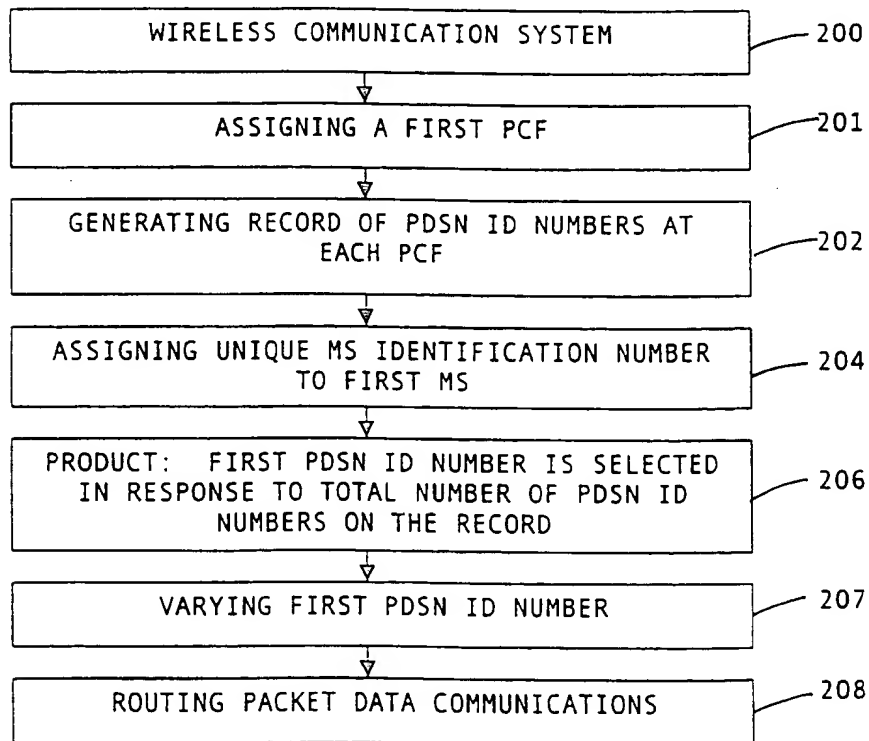 WIRELESS COMMUNICATION SYSTEM
200
ASSIGNING A FIRST PCF
201
GENERATING RECORD OF PDSN ID NUMBERS AT
EACH PCF
202
ASSIGNING UNIQUE MS IDENTIFICATION NUMBER
TO FIRST MS
204
PRODUCT: FIRST PDSN ID NUMBER IS SELECTED
IN RESPONSE TO TOTAL NUMBER OF PDSN ID
NUMBERS ON THE RECORD
206
VARYING FIRST PDSN ID NUMBER
207
ROUTING PACKET DATA COMMUNICATIONS
208